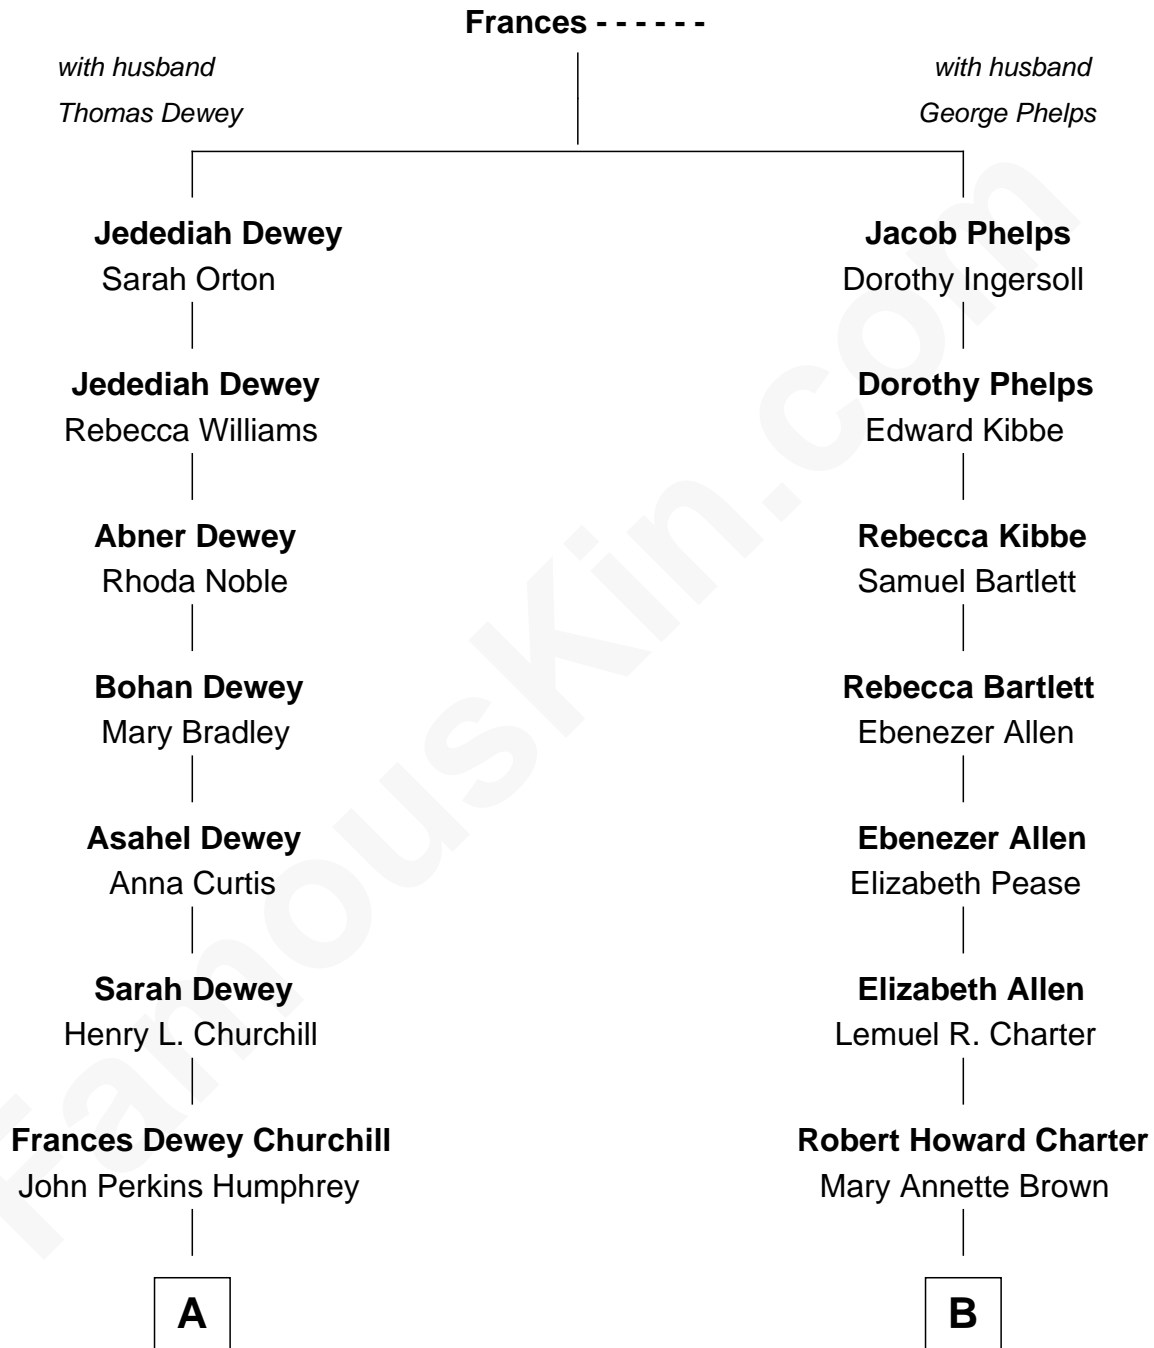 Frances - - - - - -
with husband
Thomas Dewey
with husband
George Phelps
Jedediah Dewey
Sarah Orton
Jacob Phelps
Dorothy Ingersoll
Jedediah Dewey
Rebecca Williams
Dorothy Phelps
Edward Kibbe
Abner Dewey
Rhoda Noble
Rebecca Kibbe
Samuel Bartlett
Bohan Dewey
Mary Bradley
Rebecca Bartlett
Ebenezer Allen
Asahel Dewey
Anna Curtis
Ebenezer Allen
Elizabeth Pease
Sarah Dewey
Henry L. Churchill
Elizabeth Allen
Lemuel R. Charter
Frances Dewey Churchill
John Perkins Humphrey
Robert Howard Charter
Mary Annette Brown
A
B
FamousKin.com